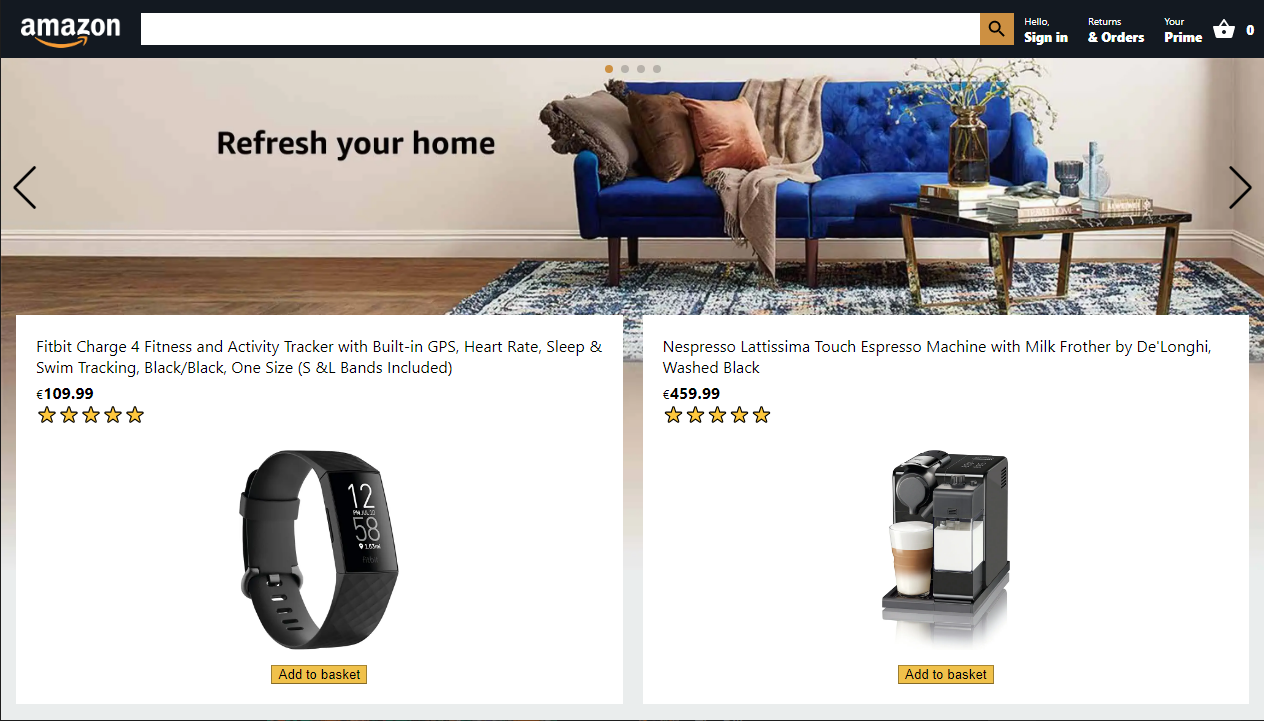 amazon
Hello,
Sign in
Returns
& Orders
Your
Prime
0
Refresh your home
Fitbit Charge 4 Fitness and Activity Tracker with Built-in GPS, Heart Rate, Sleep &
Swim Tracking, Black/Black, One Size (S &L Bands Included)
€109.99
12
58
1.63mi
fitbit
Add to basket
Nespresso Lattissima Touch Espresso Machine with Milk Frother by De'Longhi,
Washed Black
€459.99
Add to basket